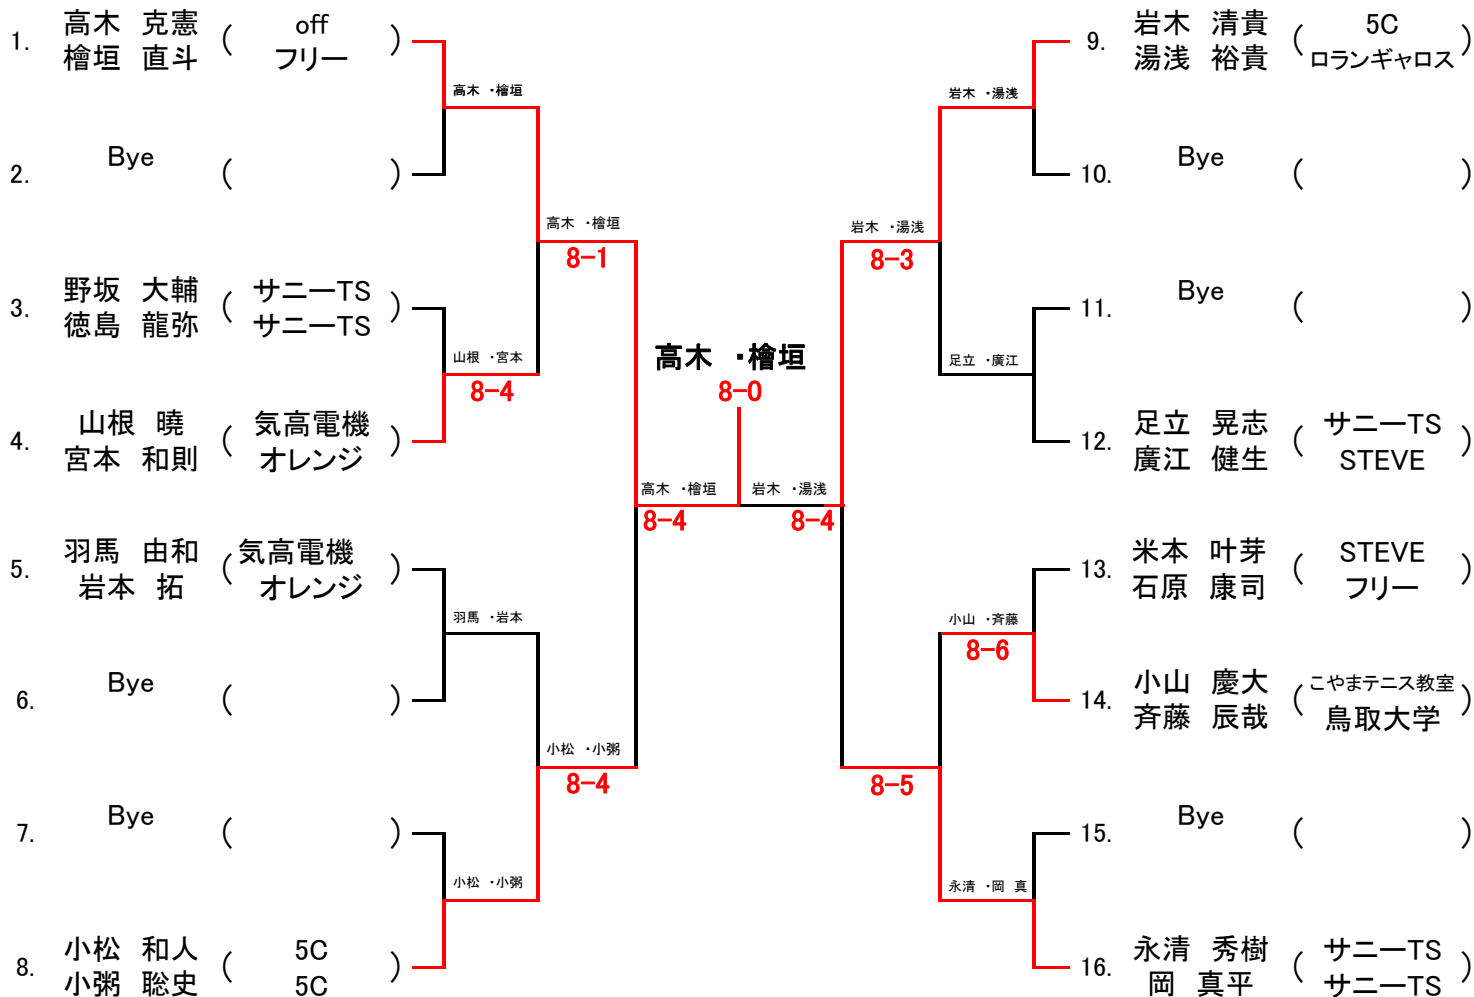 1. 高木 克憲 ( off )
檜垣 直斗 フリー
高木 ・檜垣
2. Bye ( )
高木 ・檜垣
8-1
3. 野坂 大輔 ( サニーTS )
徳島 龍弥 サニーTS
山根 ・宮本
8-4
4. 山根 曉 ( 気高電機 )
宮本 和則 オレンジ
高木 ・檜垣
8-4
5. 羽馬 由和 ( 気高電機 )
岩本 拓 オレンジ
羽馬 ・岩本
6. Bye ( )
小松 ・小粥
8-4
7. Bye ( )
小松 ・小粥
8. 小松 和人 ( 5C )
小粥 聡史 5C
高木 ・檜垣
8-0
9. 岩木 清貴 ( 5C )
湯浅 裕貴 ロランギャロス
岩木 ・湯浅
10. Bye ( )
岩木 ・湯浅
8-3
11. Bye ( )
足立 ・廣江
12. 足立 晃志 ( サニーTS )
廣江 健生 STEVE
岩木 ・湯浅
8-4
13. 米本 叶芽 ( STEVE )
石原 康司 フリー
小山 ・斉藤
8-6
14. 小山 慶大 ( こやまテニス教室 )
斉藤 辰哉 鳥取大学
8-5
15. Bye ( )
永清 ・岡 真
16. 永清 秀樹 ( サニーTS )
岡 真平 サニーTS